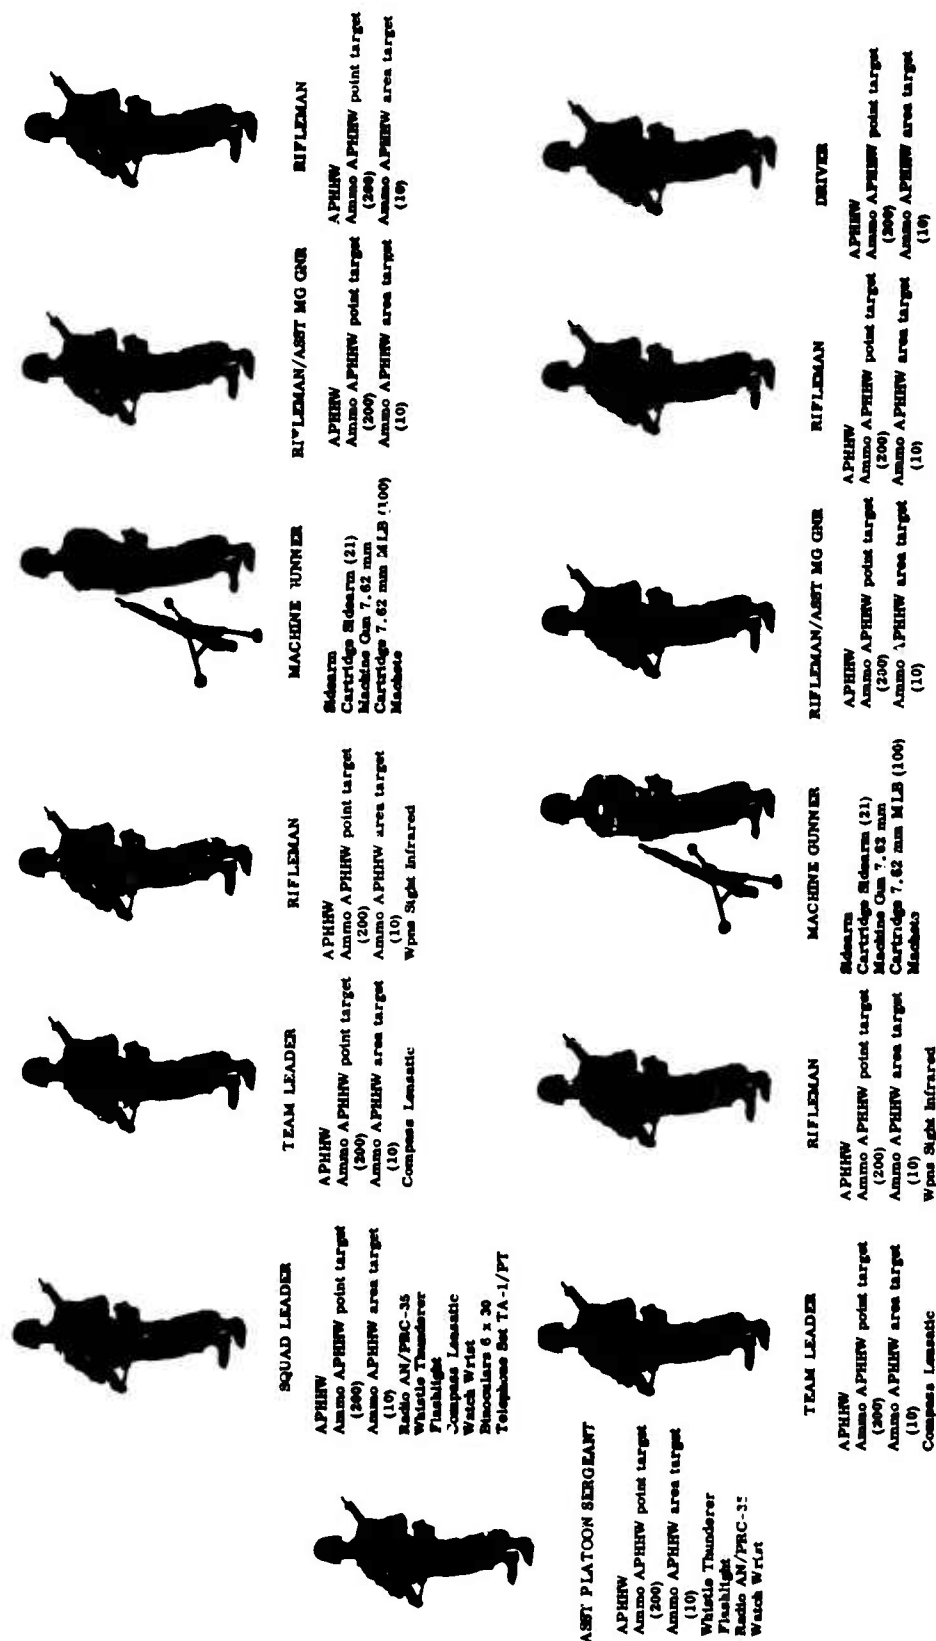 ASST PLATOON SERGEANT
APHHW
Ammo APHHW point target
(200)
Ammo APHHW area target
(10)
Whistle Thunderer
Flashlight
Radio AN/PRC-35
Watch Wrist
SQUAD LEADER
APHHW
Ammo APHHW point target
(200)
Ammo APHHW area target
(10)
Radio AN/PRC-35
Whistle Thunderer
Flashlight
Compass Lensatic
Watch Wrist
Binoculars 6 x 30
Telephone Set TA-1/PT
TEAM LEADER
APHHW
Ammo APHHW point target
(200)
Ammo APHHW area target
(10)
Compass Lensatic
RIFLEMAN
APHHW
Ammo APHHW point target
(200)
Ammo APHHW area target
(10)
Wpns Sight Infrared
MACHINE GUNNER
Sidearm
Cartridge Sidearm (21)
Machine Gun 7.62 mm
Cartridge 7.62 mm MLB (100)
Machete
RIFLEMAN/ASST MG GNR
APHHW
Ammo APHHW point target
(200)
Ammo APHHW area target
(10)
RIFLEMAN
APHHW
Ammo APHHW point target
(200)
Ammo APHHW area target
(10)
TEAM LEADER
APHHW
Ammo APHHW point target
(200)
Ammo APHHW area target
(10)
Compass Lensatic
RIFLEMAN
APHHW
Ammo APHHW point target
(200)
Ammo APHHW area target
(10)
Wpns Sight Infrared
MACHINE GUNNER
Sidearm
Cartridge Sidearm (21)
Machine Gun 7.62 mm
Cartridge 7.62 mm MLB (100)
Machete
RIFLEMAN/ASST MG GNR
APHHW
Ammo APHHW point target
(200)
Ammo APHHW area target
(10)
RIFLEMAN
APHHW
Ammo APHHW point target
(200)
Ammo APHHW area target
(10)
DRIVER
APHHW
Ammo APHHW point target
(200)
Ammo APHHW area target
(10)